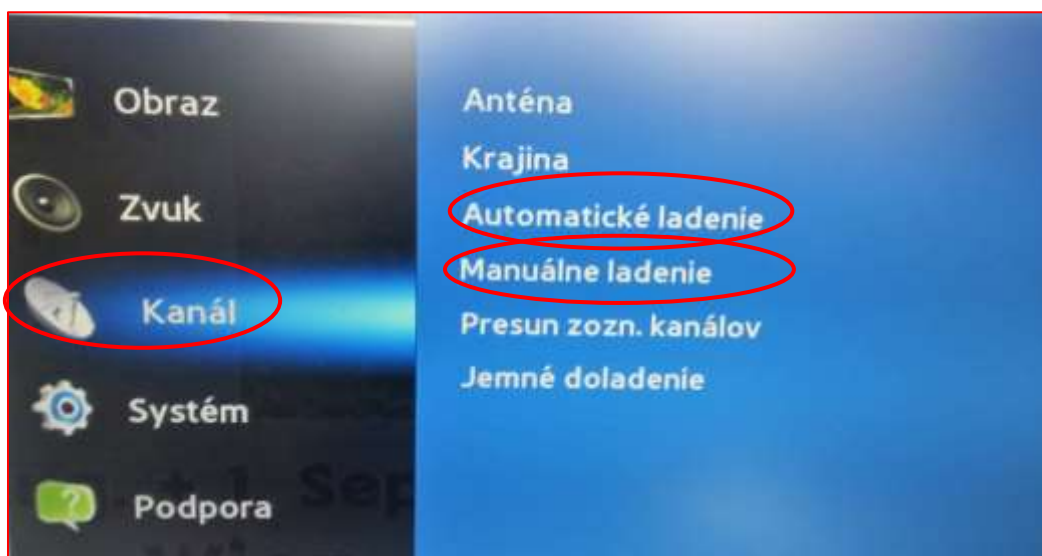 Obraz
Zvuk
Kanál
Systém
Podpora
Anténa
Krajina
Automatické ladenie
Manuálne ladenie
Presun zozn. kanálov
Jemné doladenie